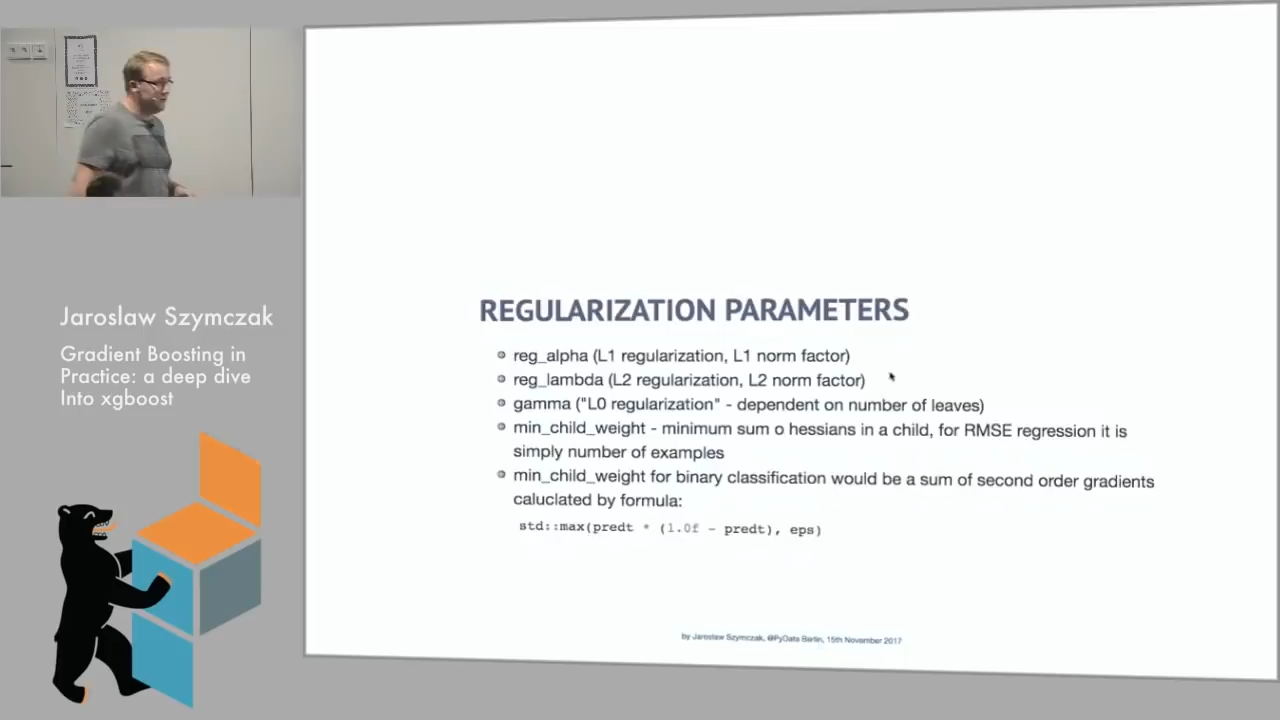 Jaroslaw Szymczak
Gradient Boosting in
Practice: a deep dive
Into xgboost
REGULARIZATION PARAMETERS
reg_alpha (L1 regularization, L1 norm factor)
reg_lambda (L2 regularization, L2 norm factor)
gamma ("L0 regularization" - dependent on number of leaves)
min_child_weight - minimum sum o hessians in a child, for RMSE regression it is
simply number of examples
min_child_weight for binary classification would be a sum of second order gradients
caluclated by formula:
std::max(predt * (1.0f - predt), eps)
by Jaroslaw Szymczak, @PyData Berlin, 15th November 2017